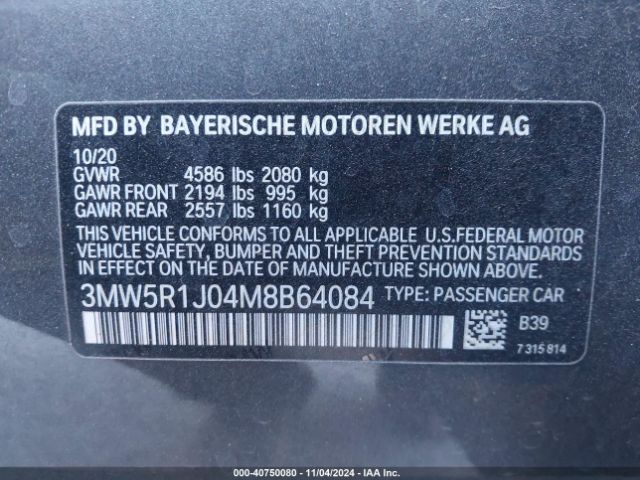 MFD BY BAYERISCHE MOTOREN WERKE AG
10/20
GVWR 4586 lbs 2080 kg
GAWR FRONT 2194 lbs 995 kg
GAWR REAR 2557 lbs 1160 kg
THIS VEHICLE CONFORMS TO ALL APPLICABLE U.S.FEDERAL MOTOR
VEHICLE SAFETY, BUMPER AND THEFT PREVENTION STANDARDS
IN EFFECT ON THE DATE OF MANUFACTURE SHOWN ABOVE.
3MW5R1J04M8B64084 TYPE: PASSENGER CAR
B39
7 315 814
000-40750080 - 11/04/2024 - IAA Inc.